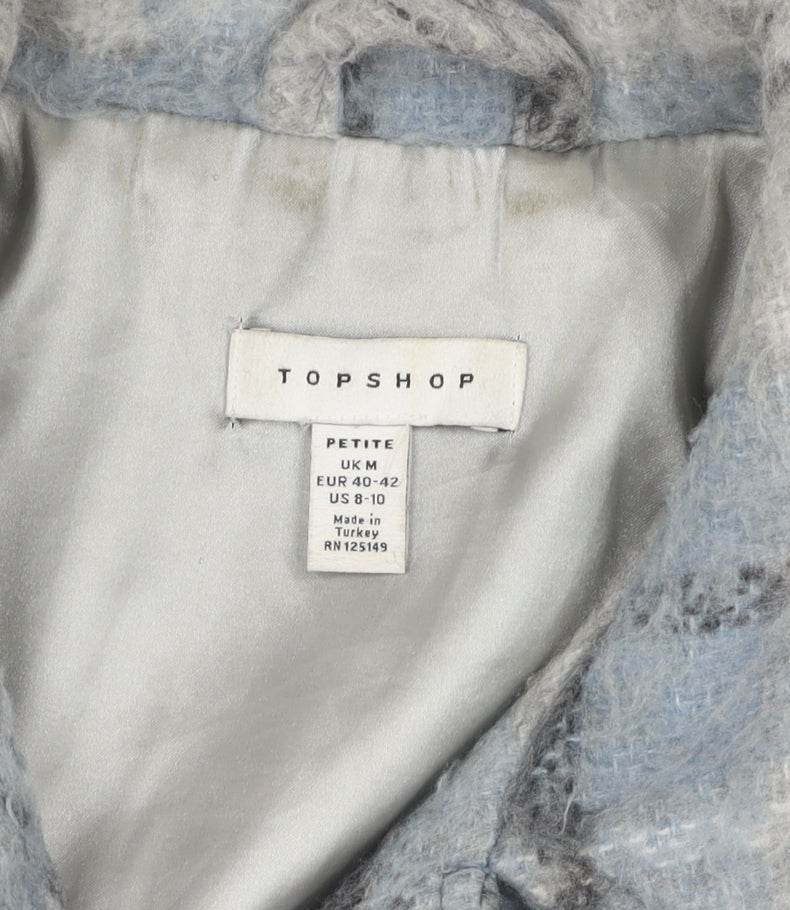 TOPSHOP
PETITE
UK M
EUR 40-42
US 8-10
Made in
Turkey
RN125149